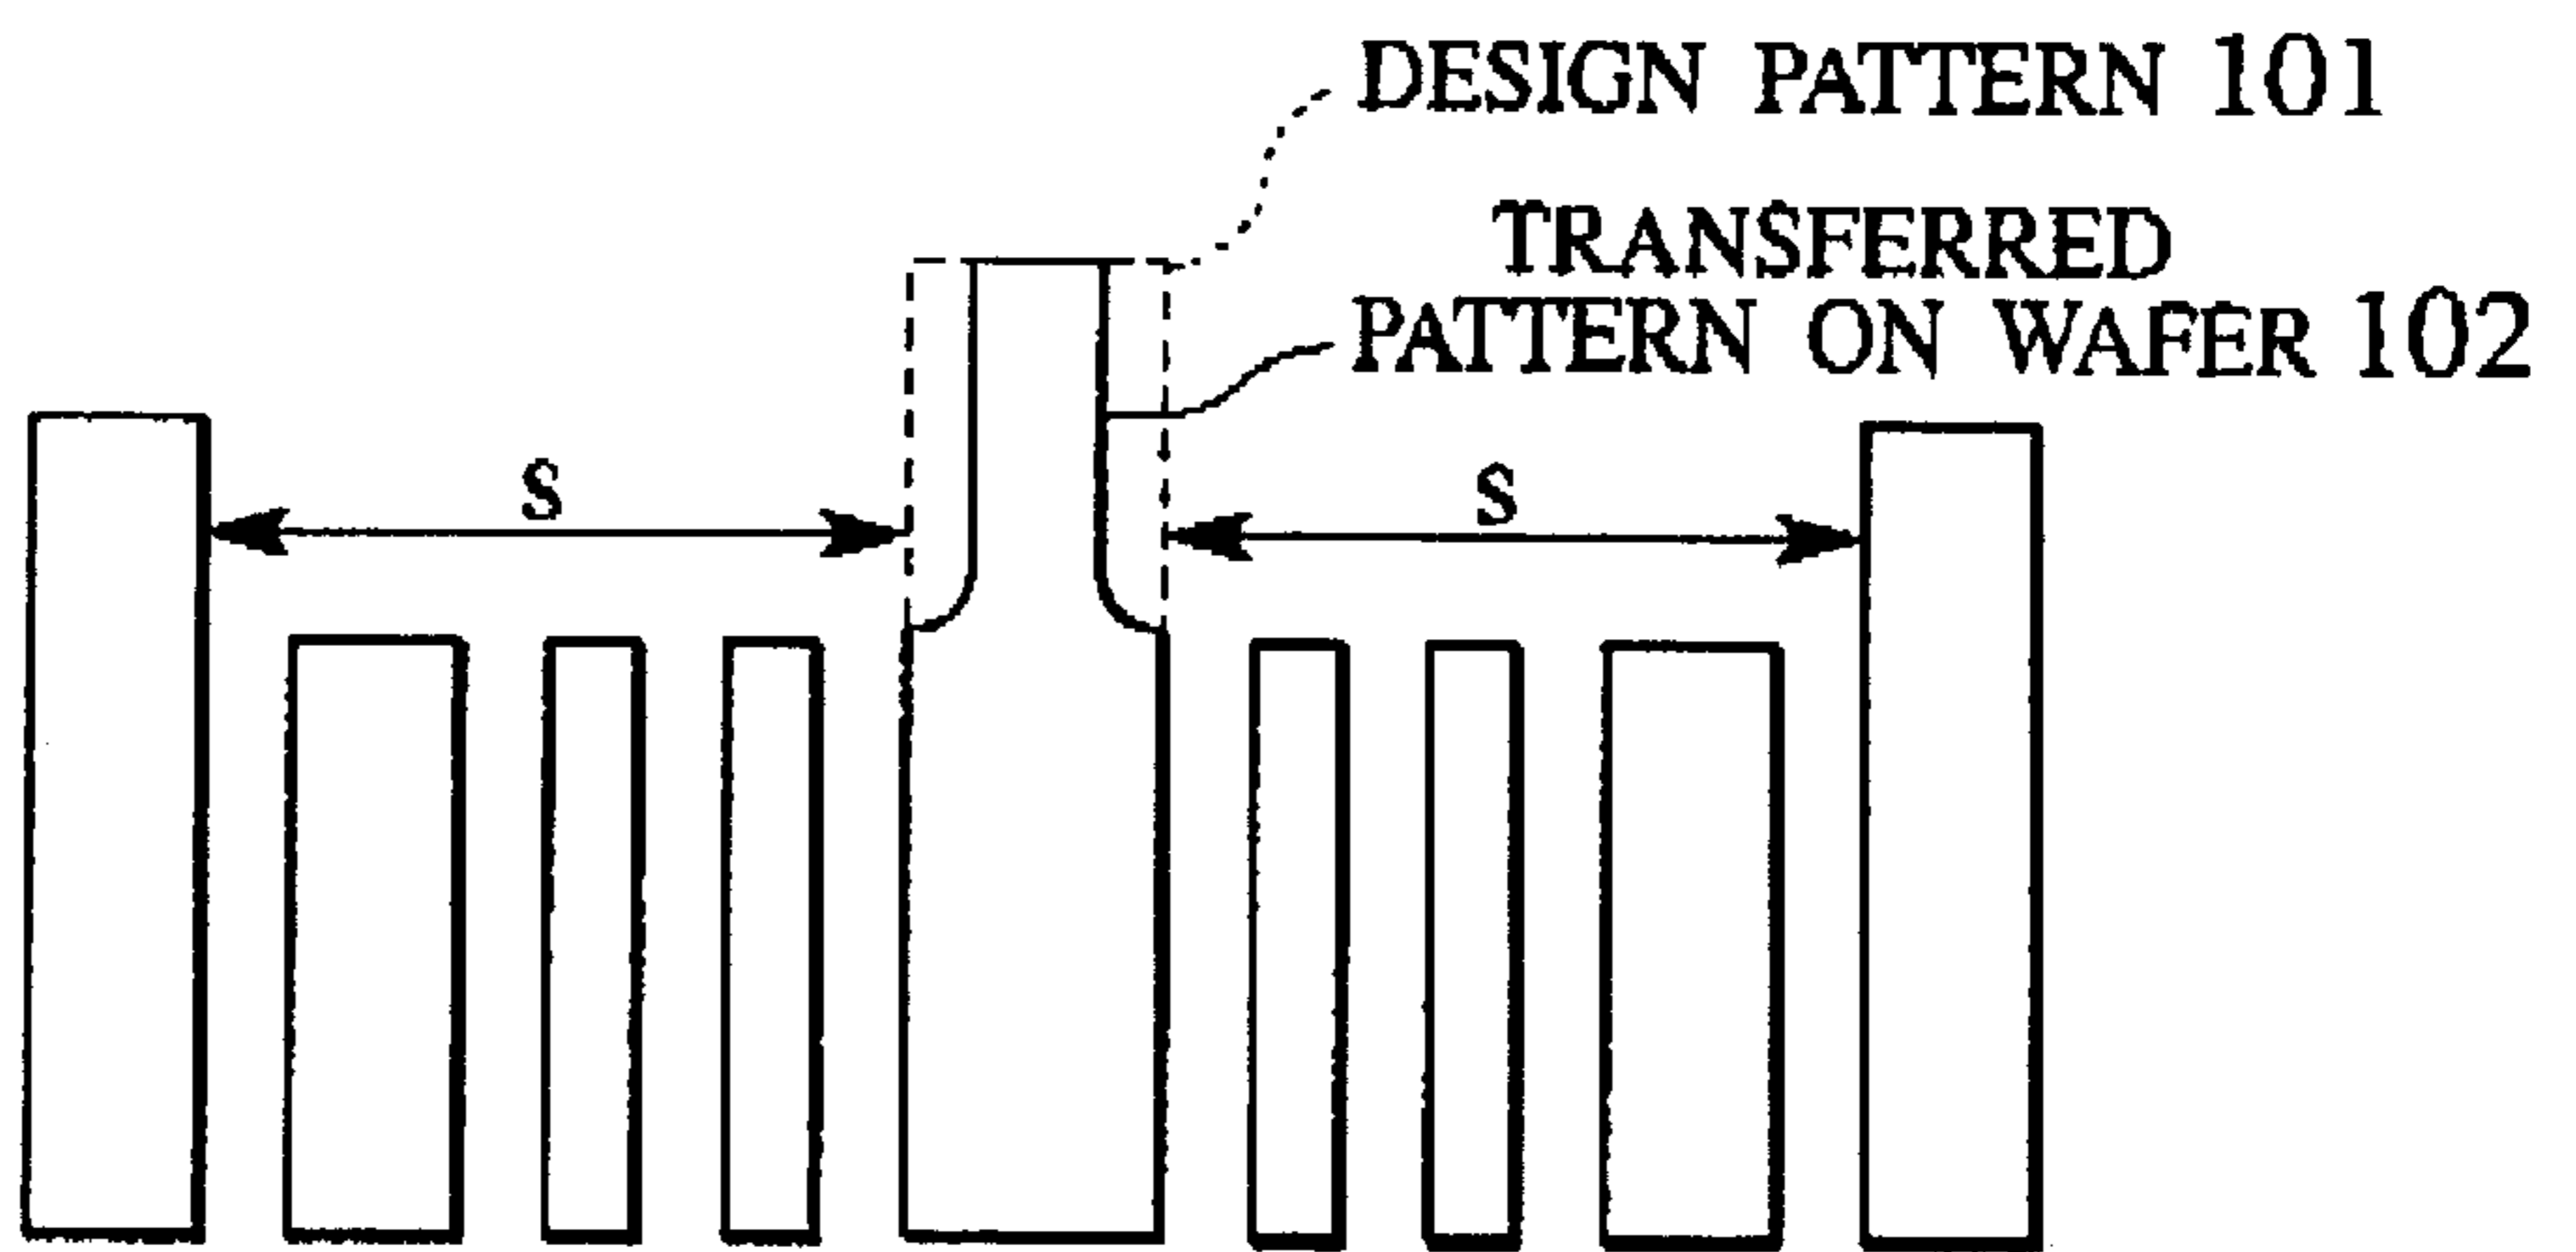 DESIGN PATTERN 101
TRANSFERRED
PATTERN ON WAFER 102
S S